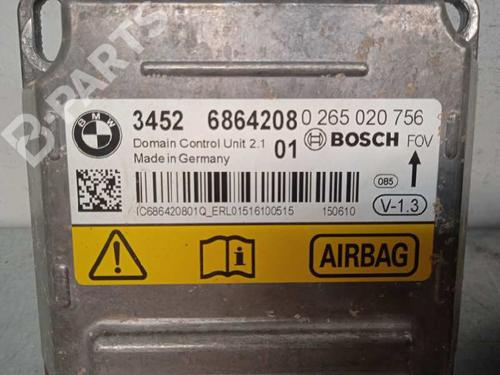 B-PARTS
BMW
3452 6864208 0 265 020 756
Domain Control Unit 2.1 01 BOSCH FOV
Made in Germany
085
V-1.3
IC686420801Q_ERL01516100515 150610
AIRBAG